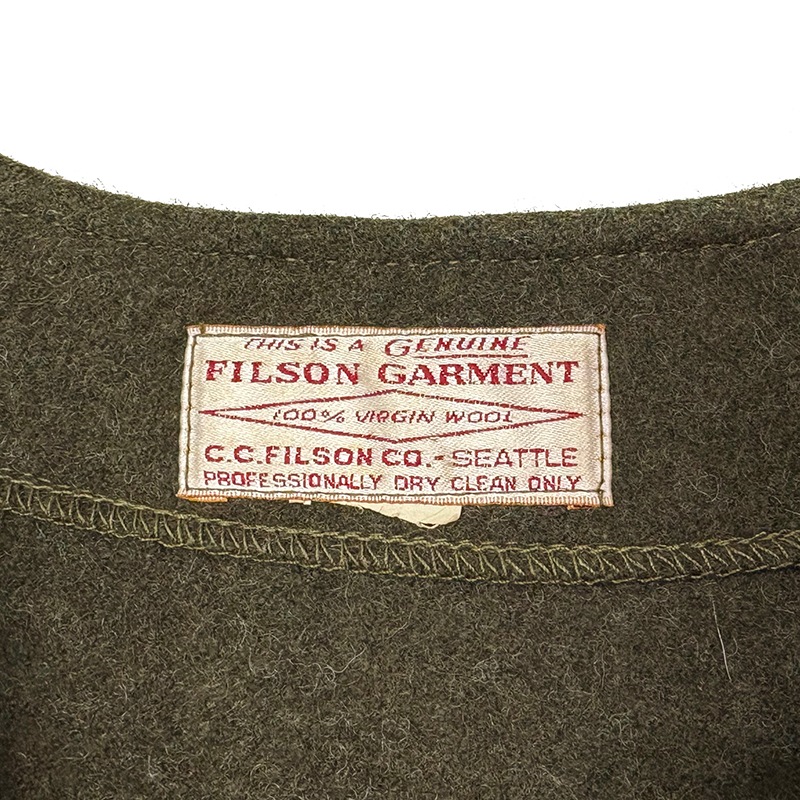 THIS IS A GENUINE
FILSON GARMENT
100% VIRGIN WOOL
C.C.FILSON CO.-SEATTLE
PROFESSIONALLY DRY CLEAN ONLY